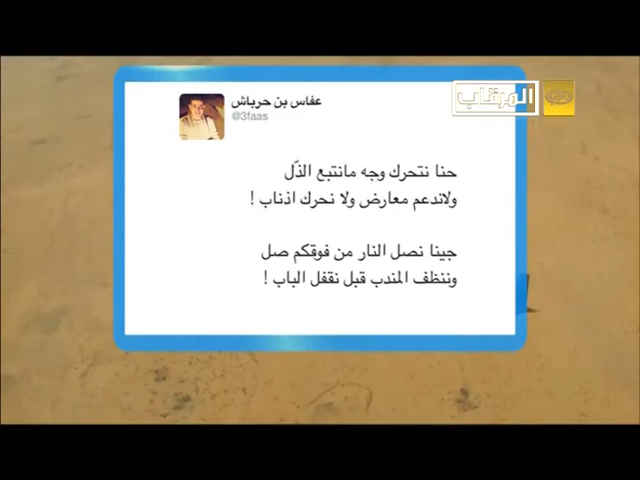 المرقاب
عفاس بن حرباش
@3faas
حنا نتحرك وجه مانتبع الذّل
ولاندعم معارض ولا نحرك اذناب !
جينا نصل النار من فوقكم صل
وننظف المندب قبل نقفل الباب !